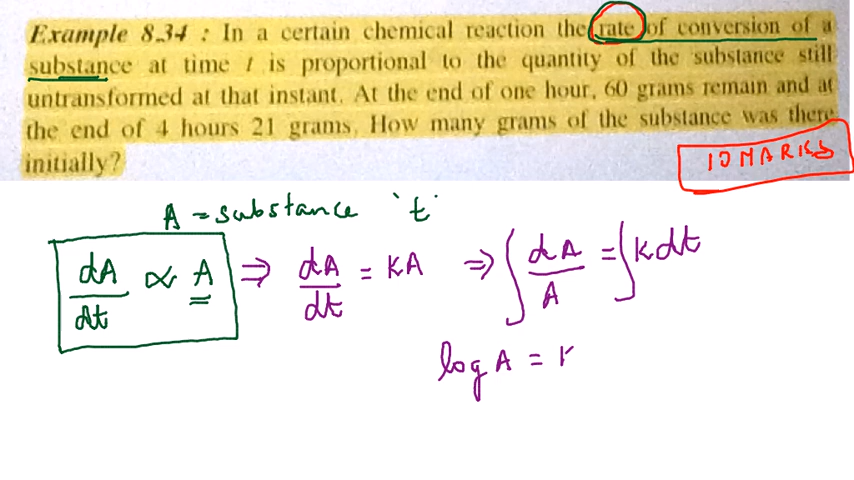 Example 8.34 : In a certain chemical reaction the rate of conversion of a
substance at time t is proportional to the quantity of the substance still
untransformed at that instant. At the end of one hour, 60 grams remain and at
the end of 4 hours 21 grams. How many grams of the substance was there
initially?
10 MARKS
A = substance 't'
dA/dt ∝ A ⇒ dA/dt = KA ⇒ ∫ dA/A = ∫ K dt
log A = K